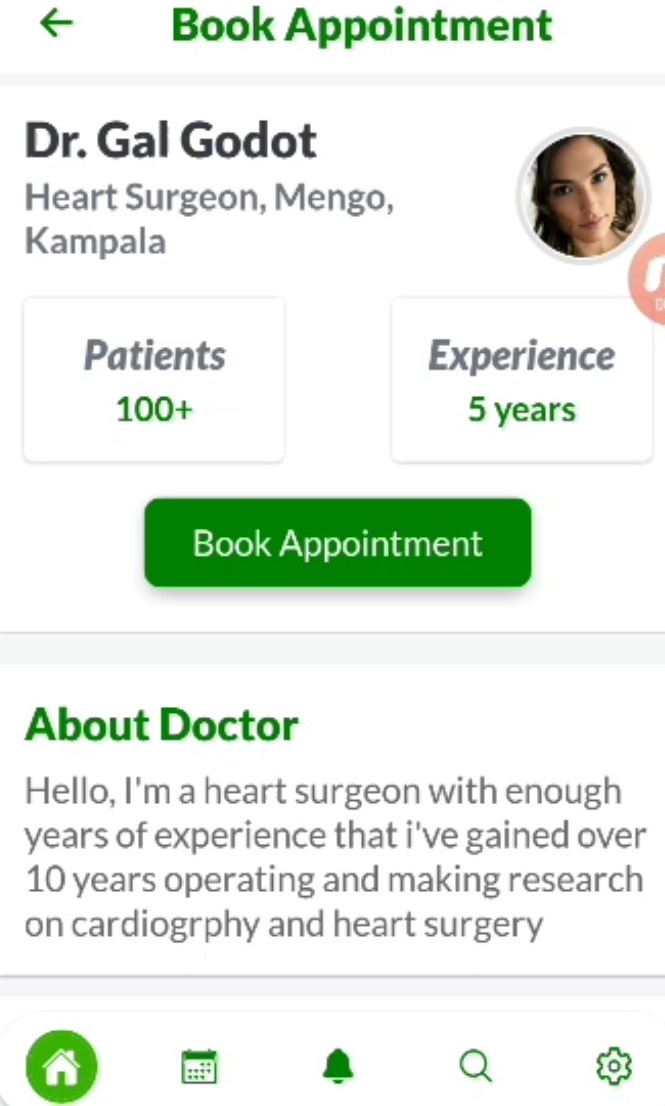 Book Appointment
Dr. Gal Godot
Heart Surgeon, Mengo,
Kampala
Patients
100+
Experience
5 years
Book Appointment
About Doctor
Hello, I'm a heart surgeon with enough
years of experience that i've gained over
10 years operating and making research
on cardiogrphy and heart surgery